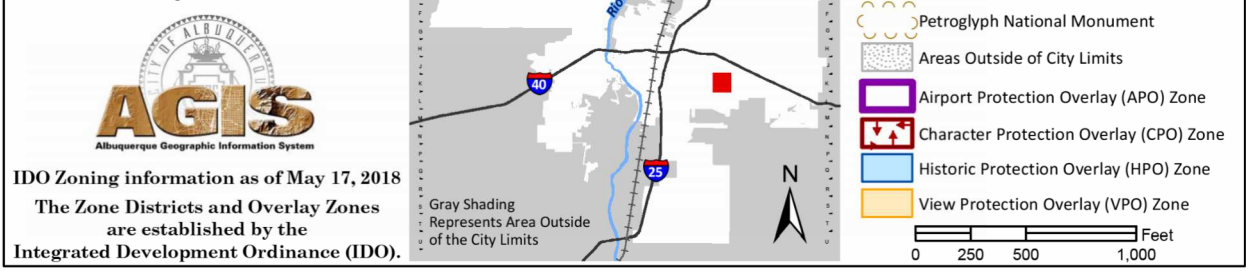 CITY OF ALBUQUERQUE
AGIS
Albuquerque Geographic Information System
IDO Zoning information as of May 17, 2018
The Zone Districts and Overlay Zones
are established by the
Integrated Development Ordinance (IDO).
Rio
40
25
Gray Shading
Represents Area Outside
of the City Limits
N
Petroglyph National Monument
Areas Outside of City Limits
Airport Protection Overlay (APO) Zone
Character Protection Overlay (CPO) Zone
Historic Protection Overlay (HPO) Zone
View Protection Overlay (VPO) Zone
Feet
0 250 500 1,000